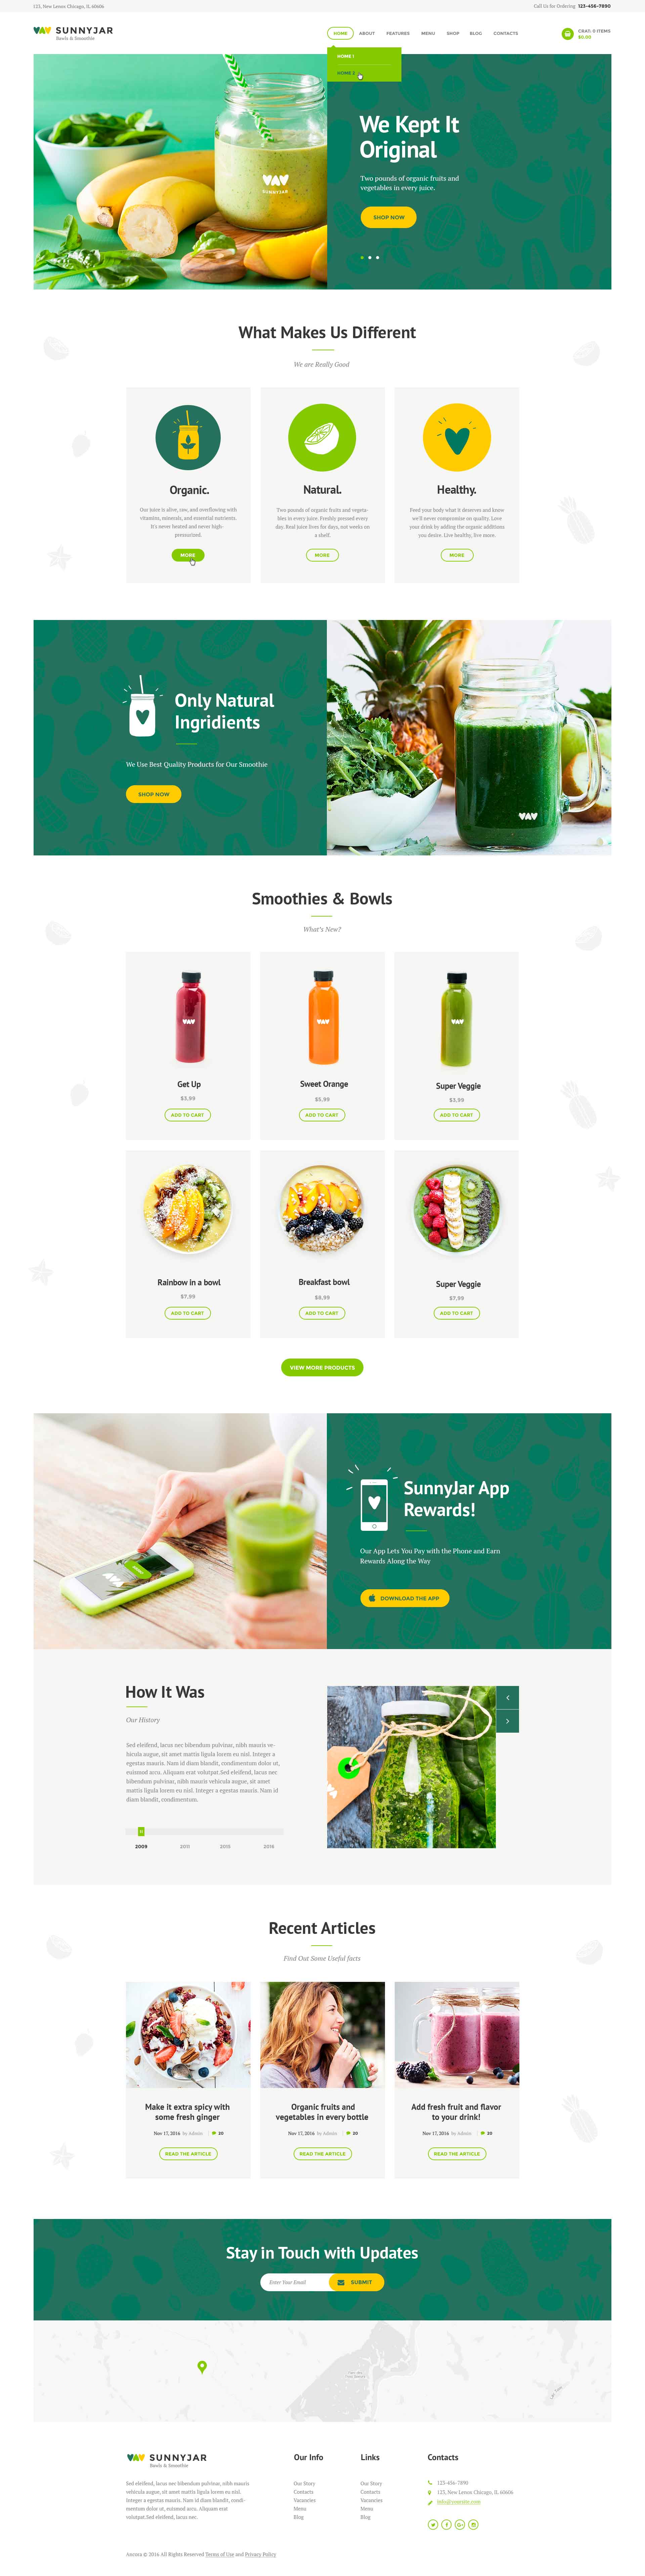 123, New Lenox Chicago, IL 60606
Call Us for Ordering 123-456-7890
SUNNYJAR
Bowls & Smoothie
HOME ABOUT FEATURES MENU SHOP BLOG CONTACTS
CRAT: 0 ITEMS
$0.00
HOME 1
HOME 2
SUNNYJAR
We Kept It
Original
Two pounds of organic fruits and
vegetables in every juice.
SHOP NOW
What Makes Us Different
We are Really Good
Organic.
Our juice is alive, raw, and overflowing with
vitamins, minerals, and essential nutrients.
It's never heated and never high-
pressurized.
MORE
Natural.
Two pounds of organic fruits and vegeta-
bles in every juice. Freshly pressed every
day. Real juice lives for days, not weeks on
a shelf.
MORE
Healthy.
Feed your body what it deserves and know
we'll never compromise on quality. Love
your drink by adding the organic additions
you desire. Live healthy, live more.
MORE
Only Natural
Ingridients
We Use Best Quality Products for Our Smoothie
SHOP NOW
Smoothies & Bowls
What's New?
Get Up
$3,99
ADD TO CART
Sweet Orange
$5,99
ADD TO CART
Super Veggie
$3,99
ADD TO CART
Rainbow in a bowl
$7,99
ADD TO CART
Breakfast bowl
$8,99
ADD TO CART
Super Veggie
$7,99
ADD TO CART
VIEW MORE PRODUCTS
SunnyJar App
Rewards!
Our App Lets You Pay with the Phone and Earn
Rewards Along the Way
DOWNLOAD THE APP
How It Was
Our History
Sed eleifend, lacus nec bibendum pulvinar, nibh mauris ve-
hicula augue, sit amet mattis ligula lorem eu nisl. Integer a
egestas mauris. Nam id diam blandit, condimentum dolor ut,
euismod arcu. Aliquam erat volutpat.Sed eleifend, lacus nec
bibendum pulvinar, nibh mauris vehicula augue, sit amet
mattis ligula lorem eu nisl. Integer a egestas mauris. Nam id
diam blandit, condimentum.
2009 2011 2015 2016
Recent Articles
Find Out Some Useful facts
Make it extra spicy with
some fresh ginger
Nov 17, 2016 by Admin 20
READ THE ARTICLE
Organic fruits and
vegetables in every bottle
Nov 17, 2016 by Admin 20
READ THE ARTICLE
Add fresh fruit and flavor
to your drink!
Nov 17, 2016 by Admin 20
READ THE ARTICLE
Stay in Touch with Updates
Enter Your Email
SUBMIT
SUNNYJAR
Bowls & Smoothie
Sed eleifend, lacus nec bibendum pulvinar, nibh mauris
vehicula augue, sit amet mattis ligula lorem eu nisl.
Integer a egestas mauris. Nam id diam blandit, condi-
mentum dolor ut, euismod arcu. Aliquam erat
volutpat.Sed eleifend, lacus nec.
Our Info
Our Story
Contacts
Vacancies
Menu
Blog
Links
Our Story
Contacts
Vacancies
Menu
Blog
Contacts
123-456-7890
123, New Lenox Chicago, IL 60606
Ancora © 2016 All Rights Reserved Terms of Use and Privacy Policy